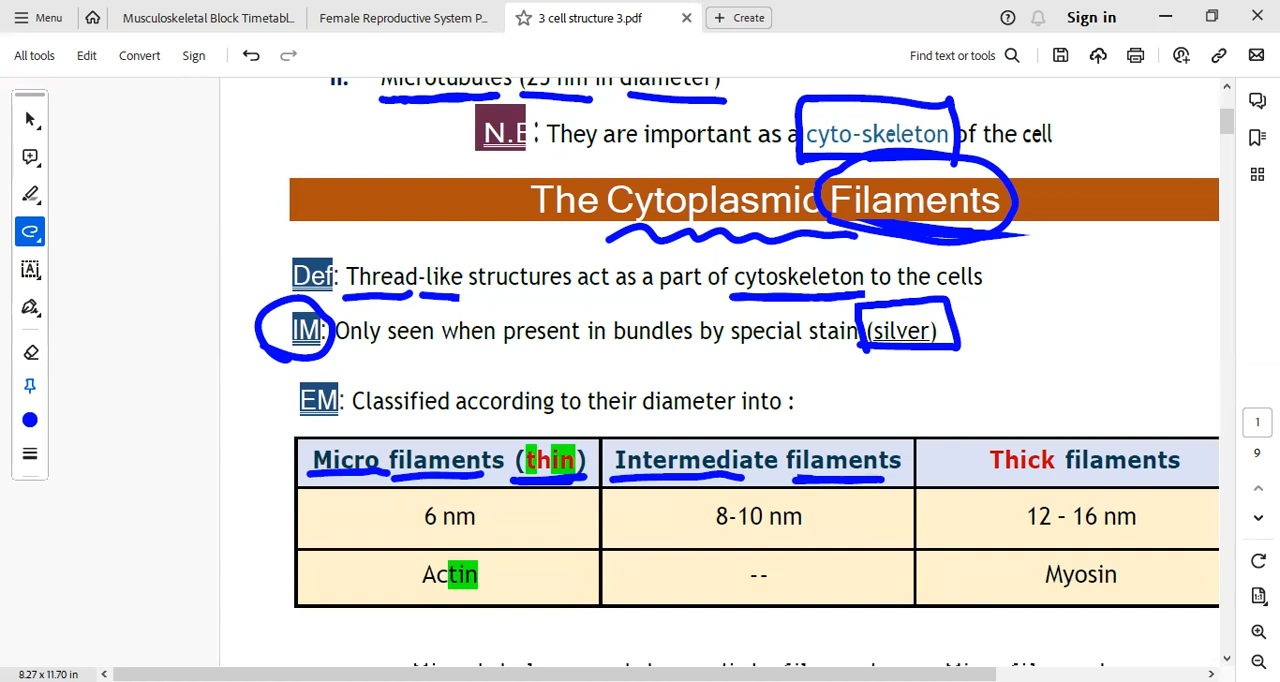 Menu
Musculoskeletal Block Timetabl...
Female Reproductive System P...
3 cell structure 3.pdf
Create
Sign in
All tools Edit Convert Sign
Find text or tools
II. Microtubules (25 nm in diameter)
N.B: They are important as a cyto-skeleton of the cell
The Cytoplasmic Filaments
Def: Thread-like structures act as a part of cytoskeleton to the cells
IM: Only seen when present in bundles by special stain (silver)
EM: Classified according to their diameter into :
Micro filaments (thin) Intermediate filaments Thick filaments
6 nm 8-10 nm 12 - 16 nm
Actin -- Myosin
1
9
8.27 x 11.70 in